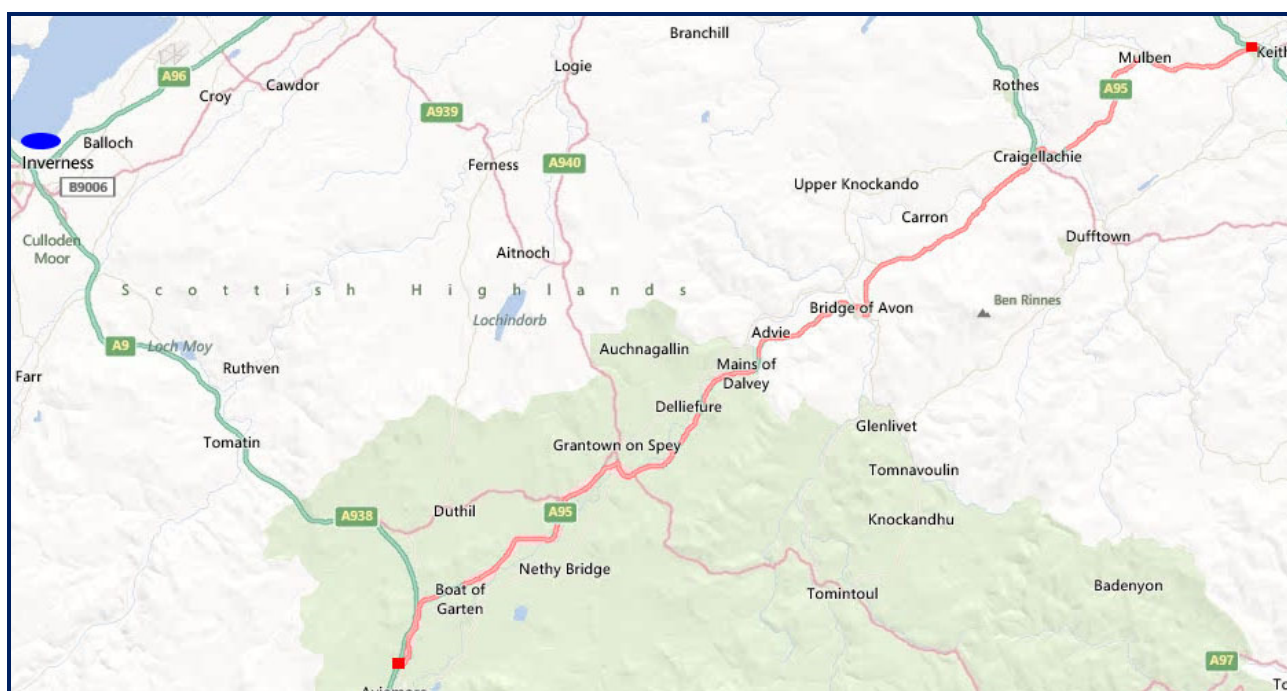 Branchill
Mulben
Keith
Logie
A96
Cawdor
Croy
Rothes
A95
A939
Balloch
Inverness
Ferness
A940
Craigellachie
B9006
Upper Knockando
Carron
Culloden
Moor
Aitnoch
Dufftown
Scottish Highlands
Lochindorb
Bridge of Avon
Ben Rinnes
Advie
A9
Loch Moy
Auchnagallin
Farr
Ruthven
Mains of
Dalvey
Delliefure
Tomatin
Grantown on Spey
Glenlivet
Tomnavoulin
A938
Duthil
A95
Knockandhu
Nethy Bridge
Boat of
Garten
Tomintoul
Badenyon
A97